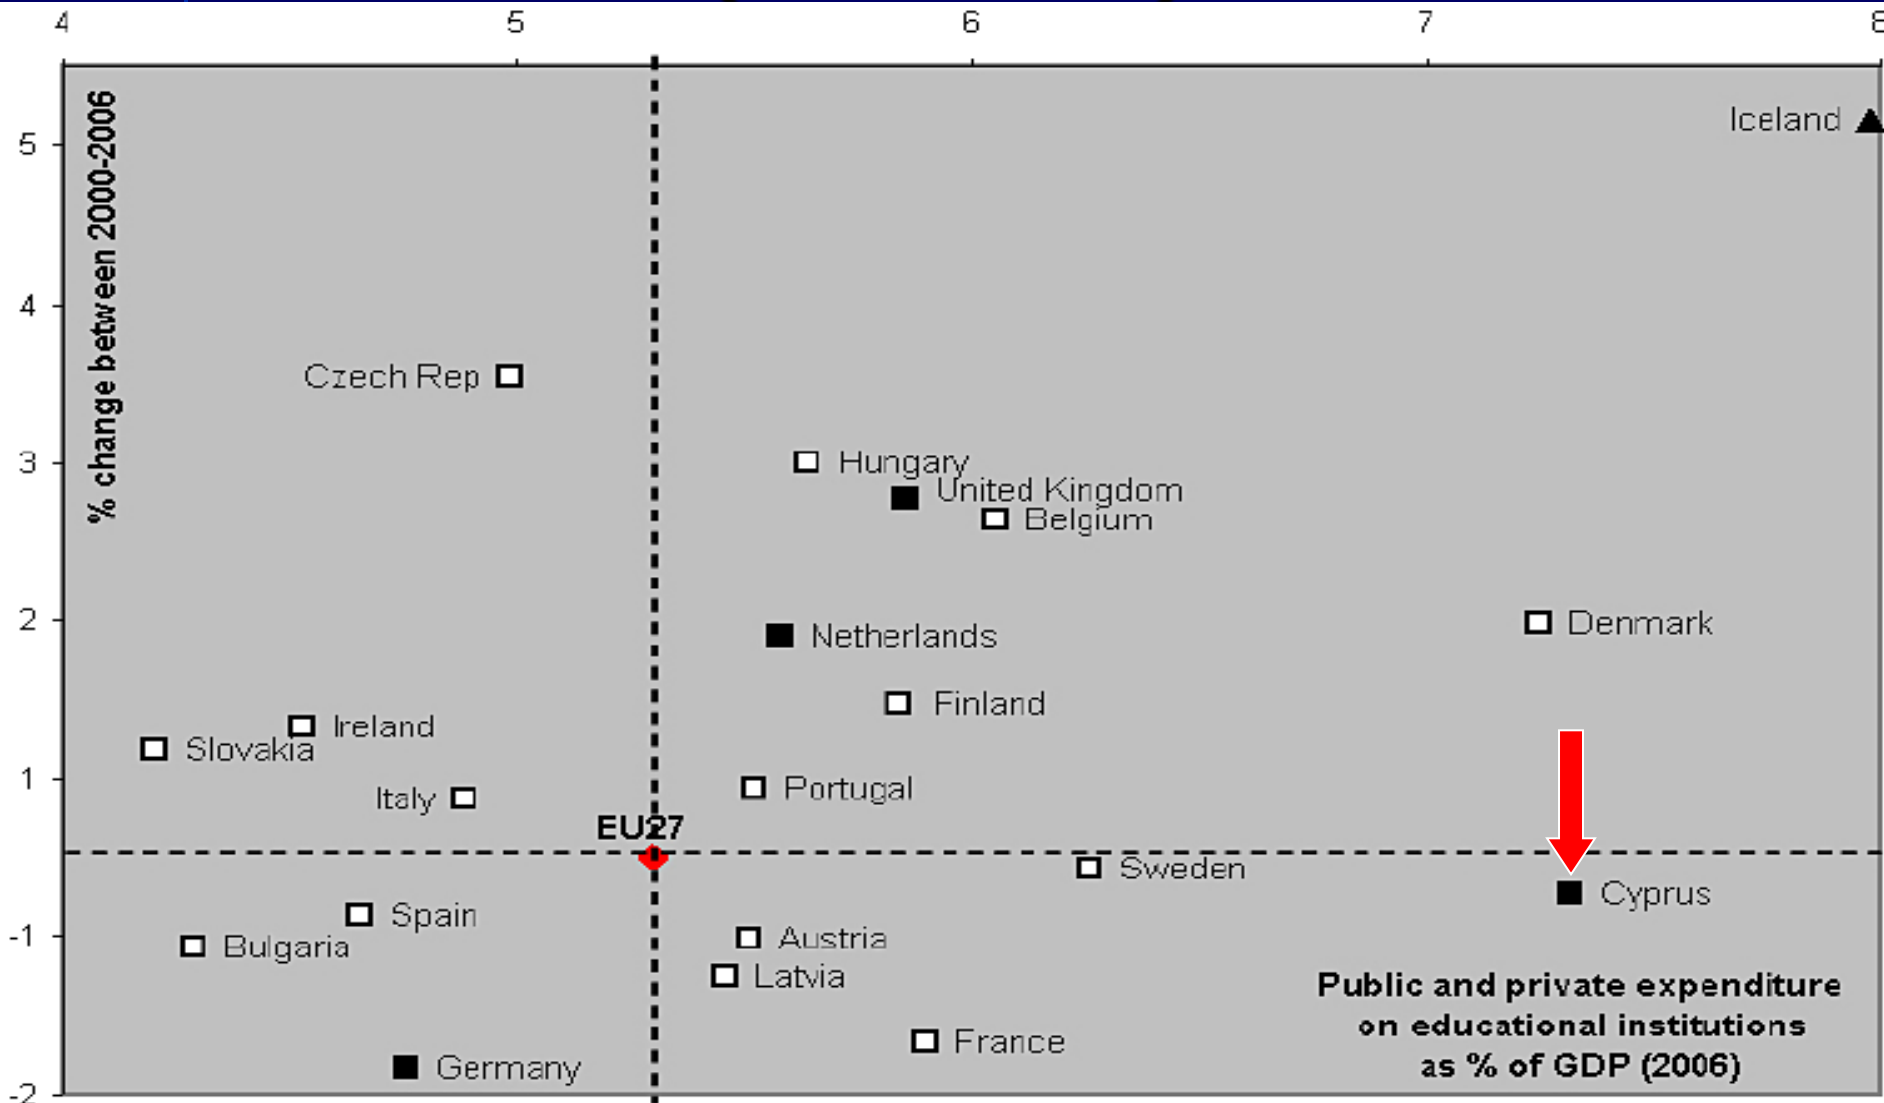 4 5 6 7 8
% change between 2000-2006
5
Iceland
4
Czech Rep
3
Hungary
United Kingdom
Belgium
2
Denmark
Netherlands
Finland
Ireland
Slovakia
1
Portugal
Italy
EU27
Sweden
Cyprus
Spain
-1
Austria
Bulgaria
Latvia
Public and private expenditure
on educational institutions
as % of GDP (2006)
France
Germany
-2